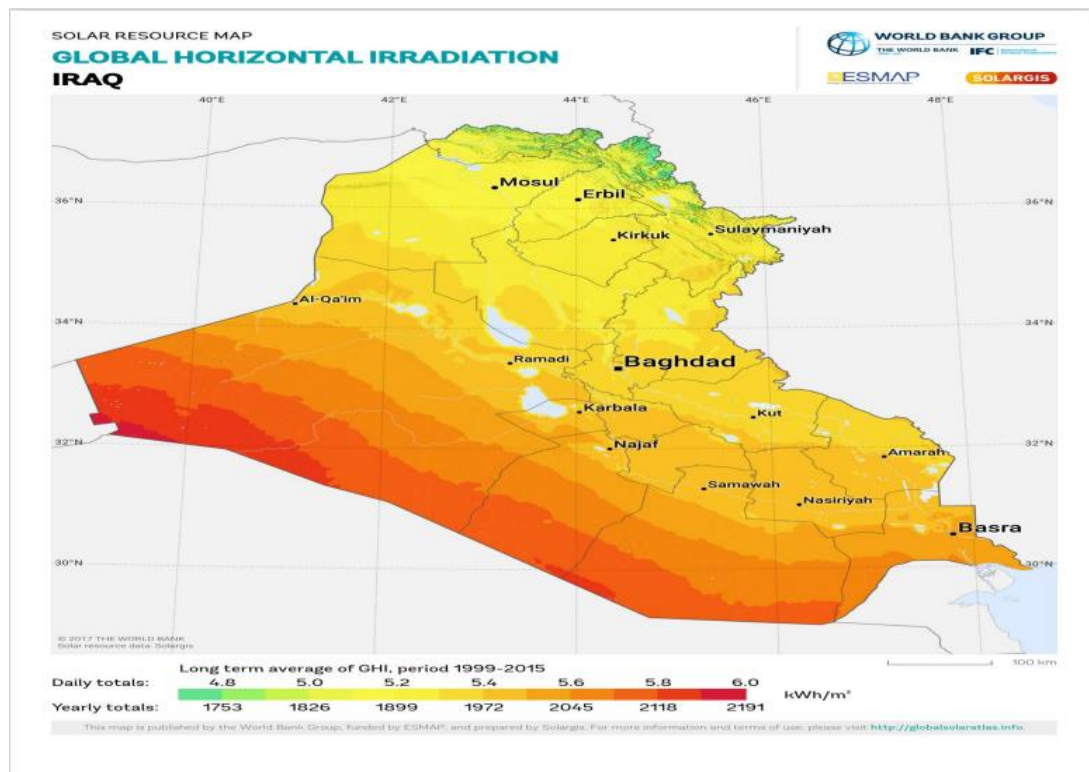 SOLAR RESOURCE MAP
GLOBAL HORIZONTAL IRRADIATION
IRAQ
WORLD BANK GROUP
THE WORLD BANK IFC
ESMAP SOLARGIS
40°E 42°E 44°E 46°E 48°E
Mosul
Erbil
36°N 36°N
Kirkuk
Sulaymaniyah
Al-Qa'im
34°N 34°N
Ramadi
Baghdad
Karbala
Kut
32°N 32°N
Najaf
Amarah
Samawah
Nasiriyah
Basra
30°N 30°N
© 2017 THE WORLD BANK
Solar resource data: Solargis
100 km
Long term average of GHI, period 1999-2015
Daily totals: 4.8 5.0 5.2 5.4 5.6 5.8 6.0
kWh/m²
Yearly totals: 1753 1826 1899 1972 2045 2118 2191
This map is published by the World Bank Group, funded by ESMAP, and prepared by Solargis. For more information and terms of use, please visit http://globalsolaratlas.info.